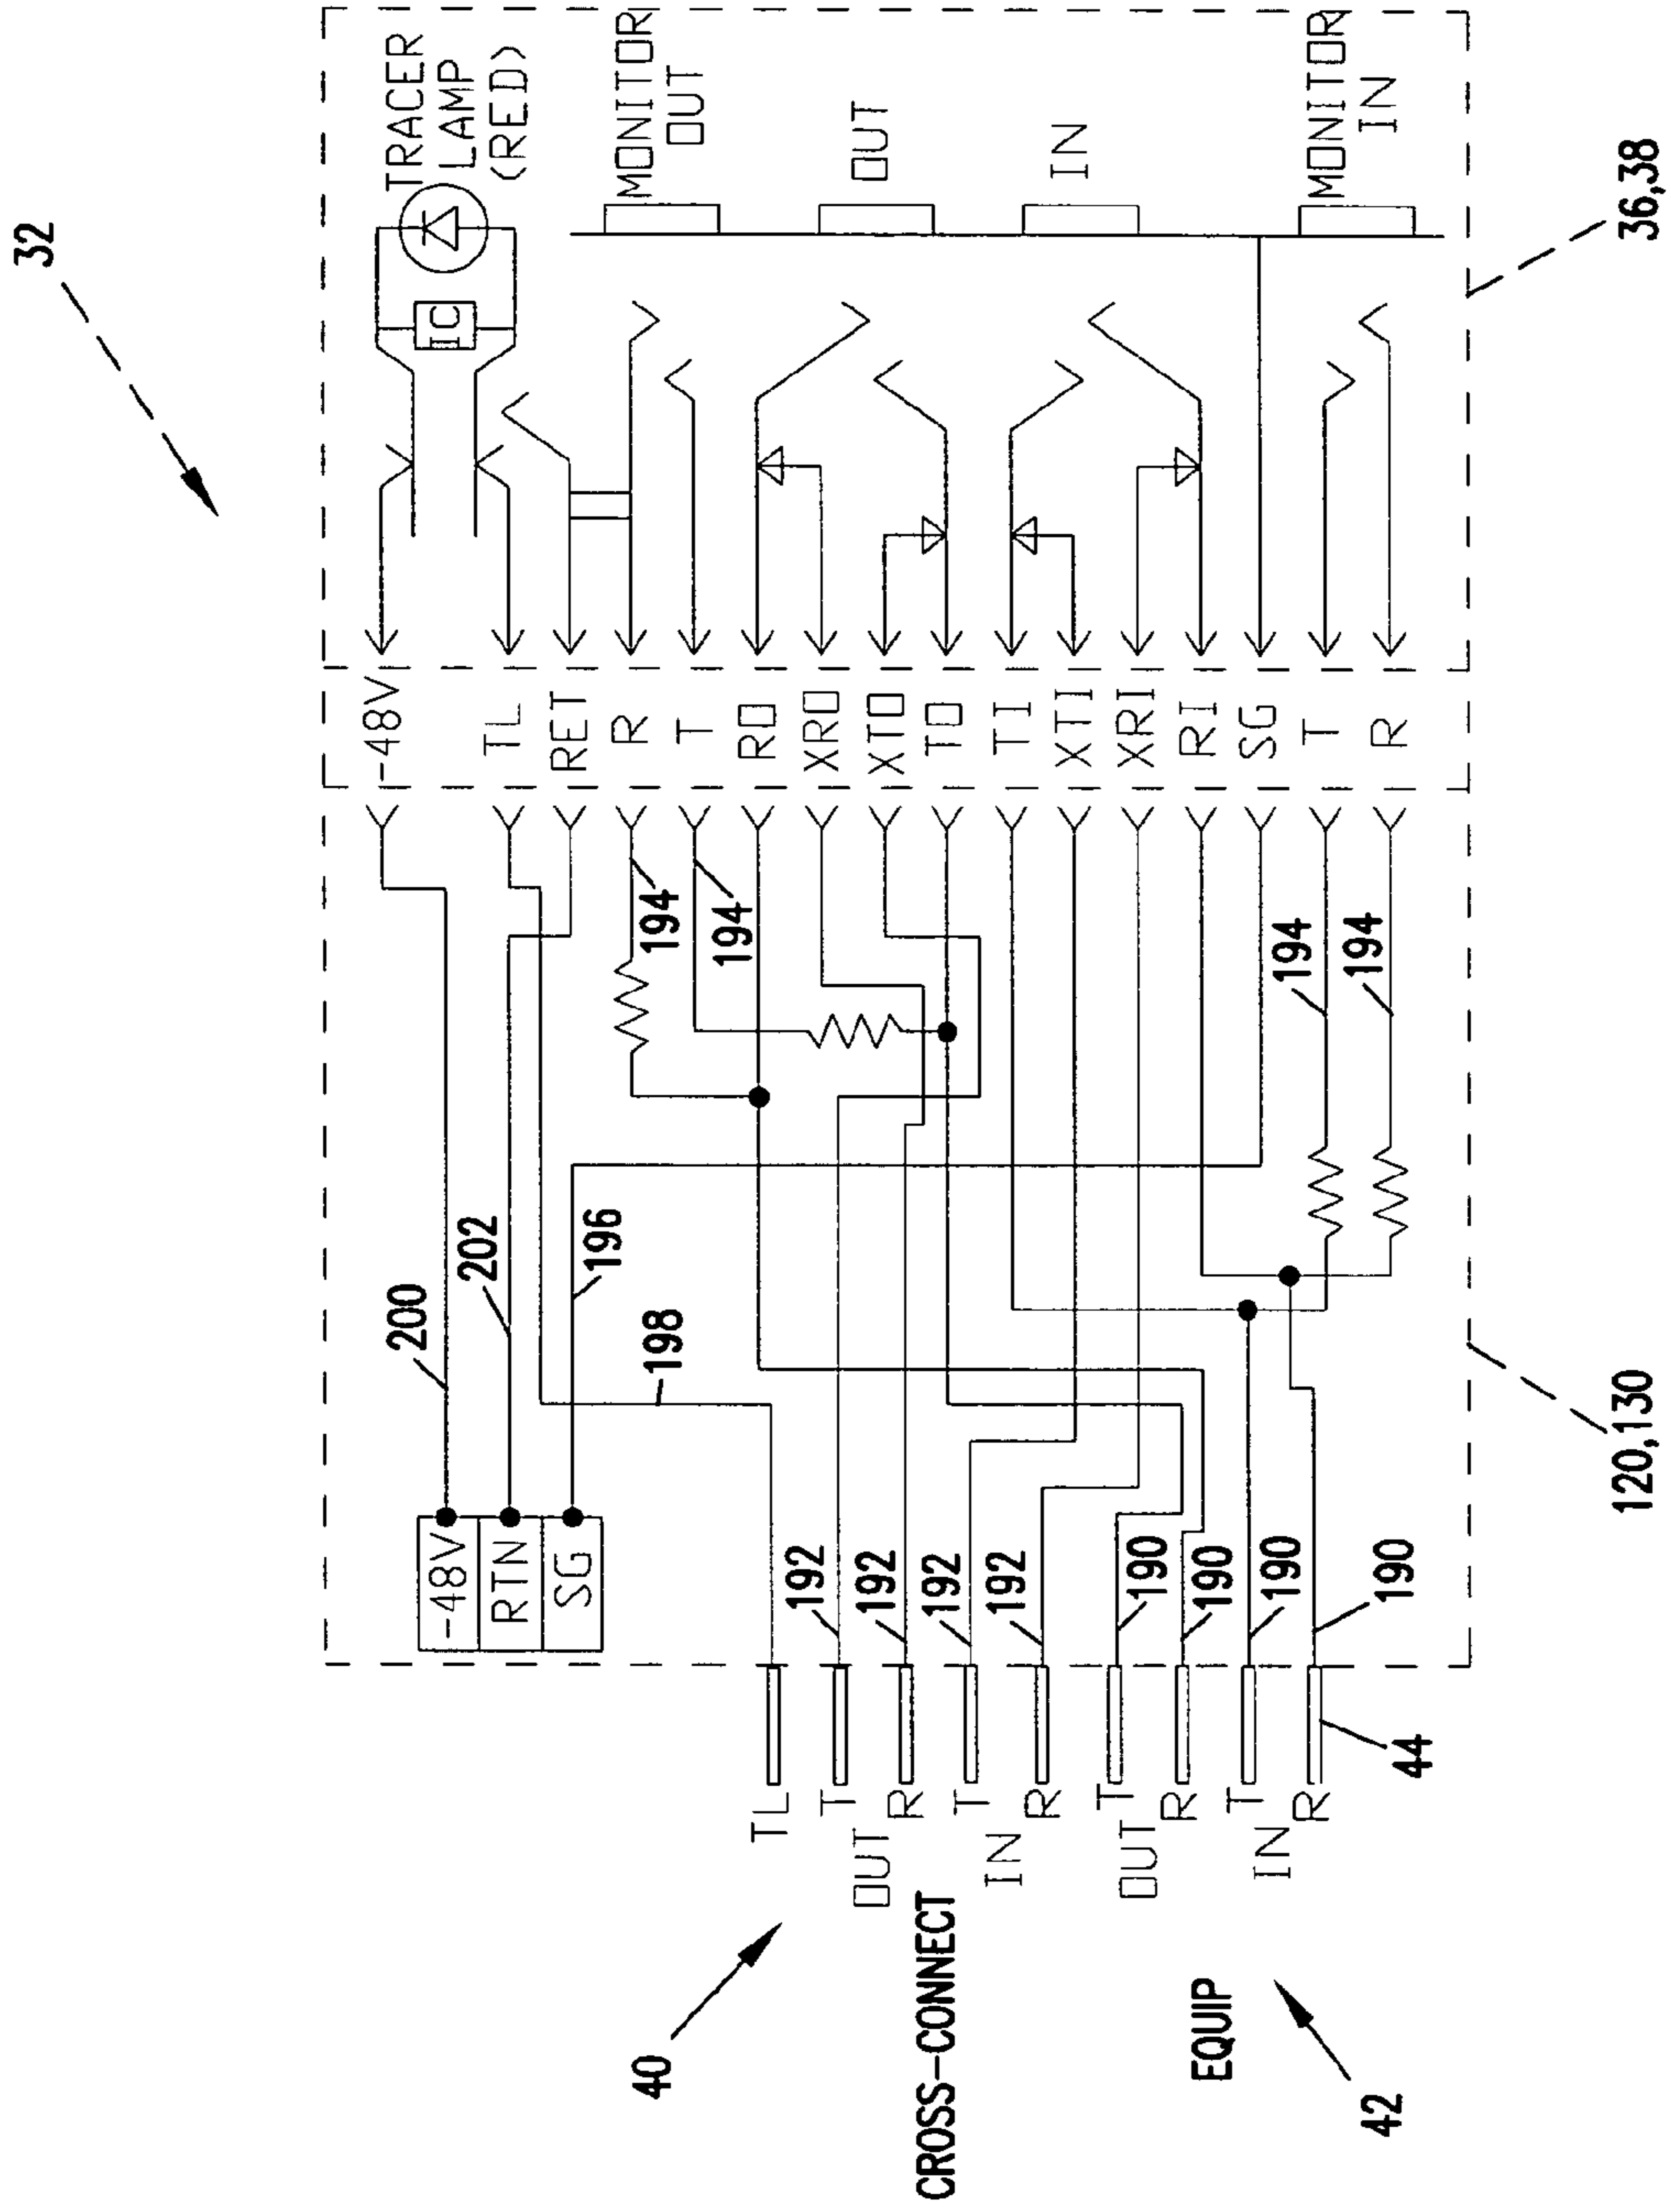 32
TRACER
LAMP
(RED)
IC
MONITOR
OUT
OUT
IN
MONITOR
IN
36,38
-48V
TL
RET
R
T
RO
XRO
XTO
TO
TI
XTI
XRI
RI
SG
T
R
194
194
194
194
200
202
196
198
-48V
RTN
SG
192
192
192
192
190
190
190
190
120,130
44
TL
T
OUT
R
T
IN
R
T
OUT
R
T
IN
R
40
CROSS-CONNECT
EQUIP
42